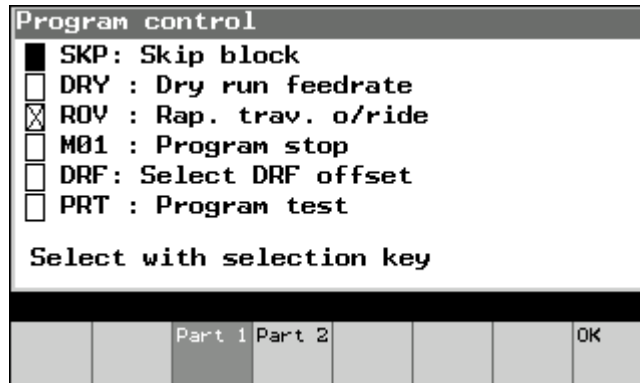 Program control
SKP: Skip block
DRY : Dry run feedrate
ROV : Rap. trav. o/ride
M01 : Program stop
DRF: Select DRF offset
PRT : Program test
Select with selection key
Part 1 Part 2 OK